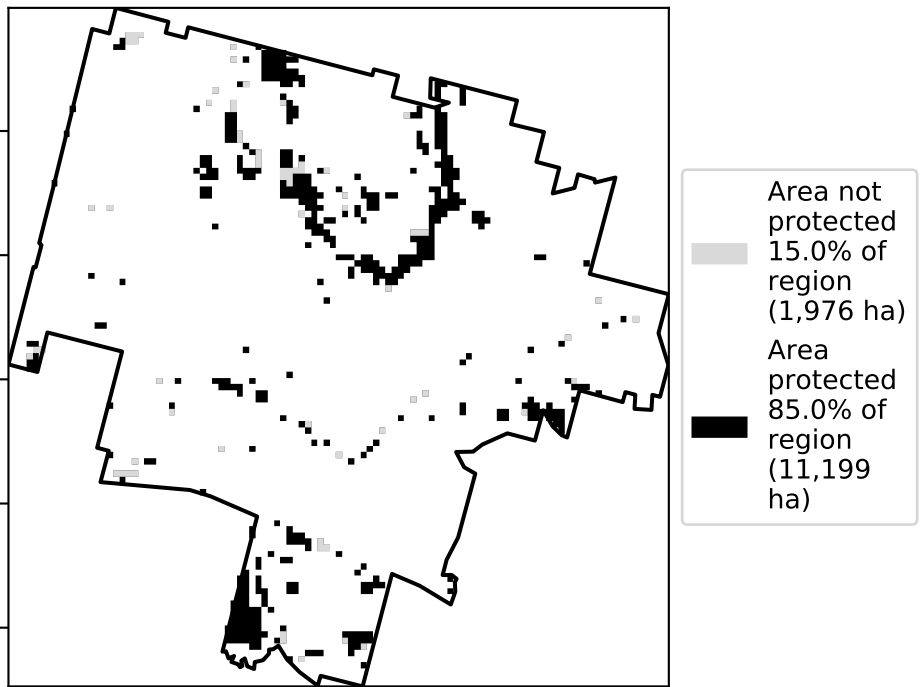 Area not
protected
15.0% of
region
(1,976 ha)
Area
protected
85.0% of
region
(11,199
ha)